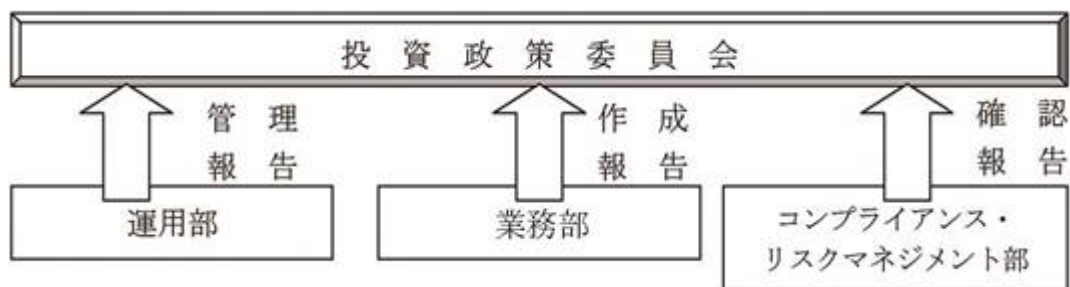 投資政策委員会
管理
報告
作成
報告
確認
報告
運用部
業務部
コンプライアンス・
リスクマネジメント部